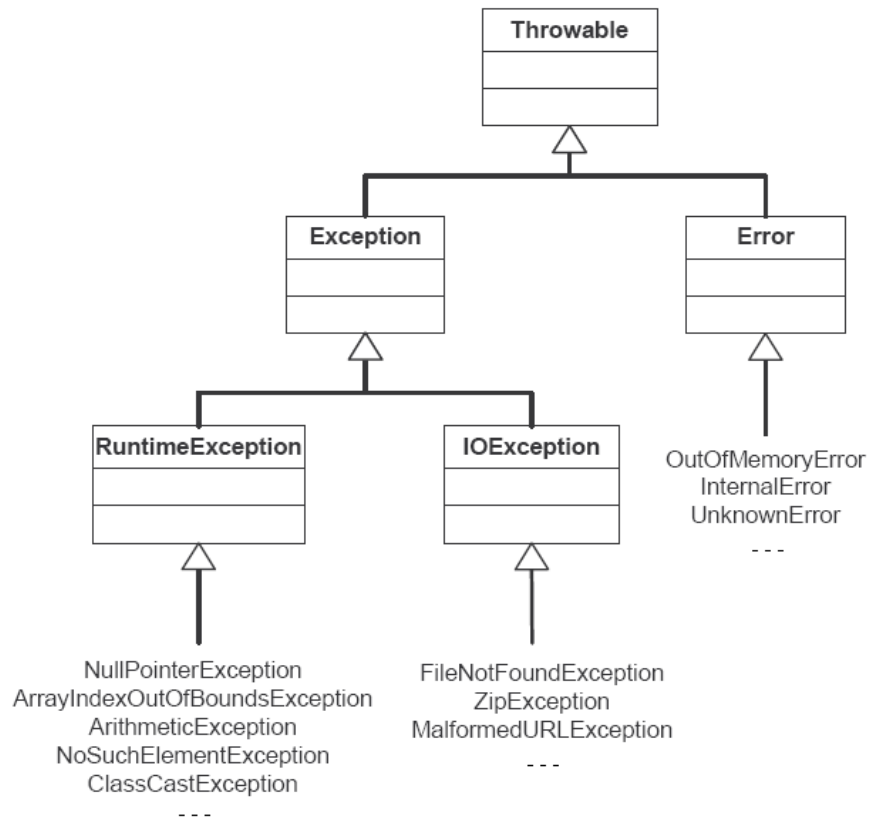 Throwable
Exception
Error
RuntimeException
IOException
OutOfMemoryError
InternalError
UnknownError
- - -
NullPointerException
ArrayIndexOutOfBoundsException
ArithmeticException
NoSuchElementException
ClassCastException
- - -
FileNotFoundException
ZipException
MalformedURLException
- - -